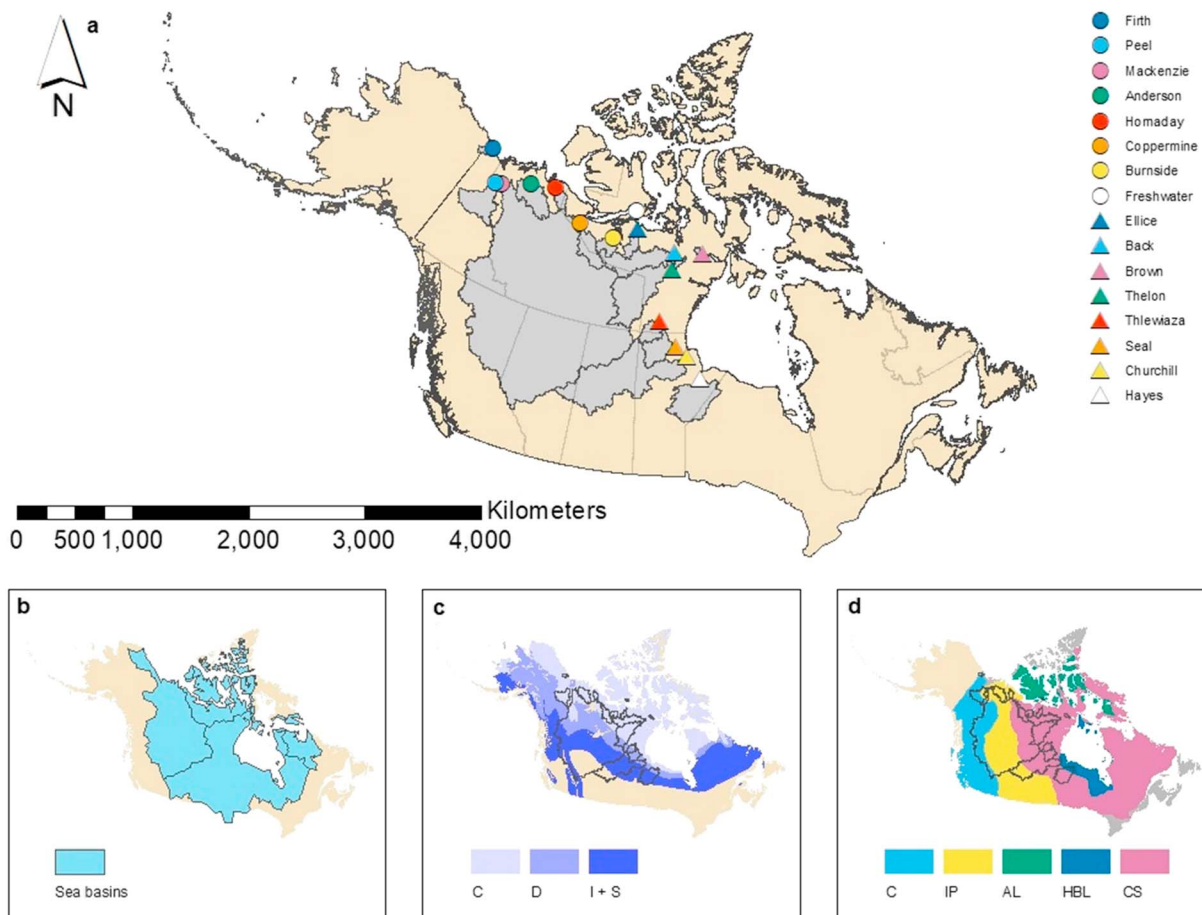 a
N
Firth
Peel
Mackenzie
Anderson
Hornaday
Coppermine
Burnside
Freshwater
Ellice
Back
Brown
Thelon
Thlewiaza
Seal
Churchill
Hayes
Kilometers
0 500 1,000 2,000 3,000 4,000
b
Sea basins
c
C D I + S
d
C IP AL HBL CS